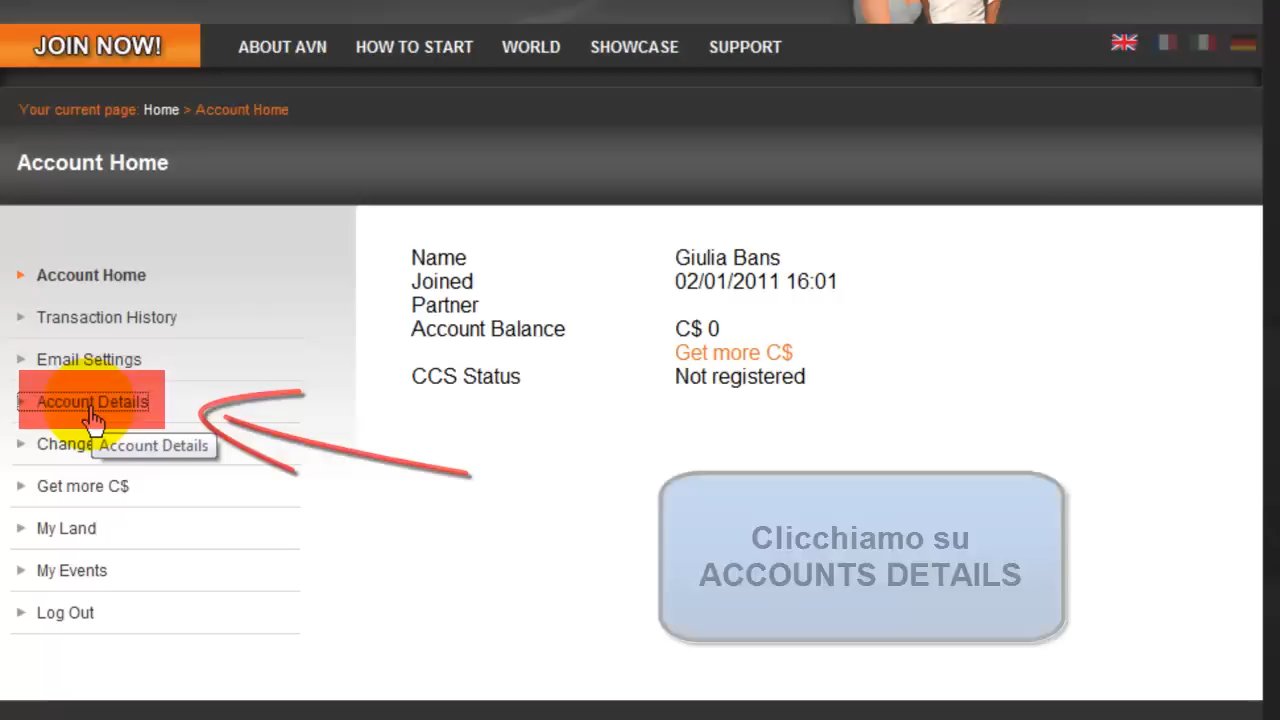 JOIN NOW!
ABOUT AVN
HOW TO START
WORLD
SHOWCASE
SUPPORT
Your current page: Home > Account Home
Account Home
Account Home
Transaction History
Email Settings
Account Details
Change
Account Details
Get more C$
My Land
My Events
Log Out
Name Giulia Bans
Joined 02/01/2011 16:01
Partner
Account Balance C$ 0
Get more C$
CCS Status Not registered
Clicchiamo su
ACCOUNTS DETAILS